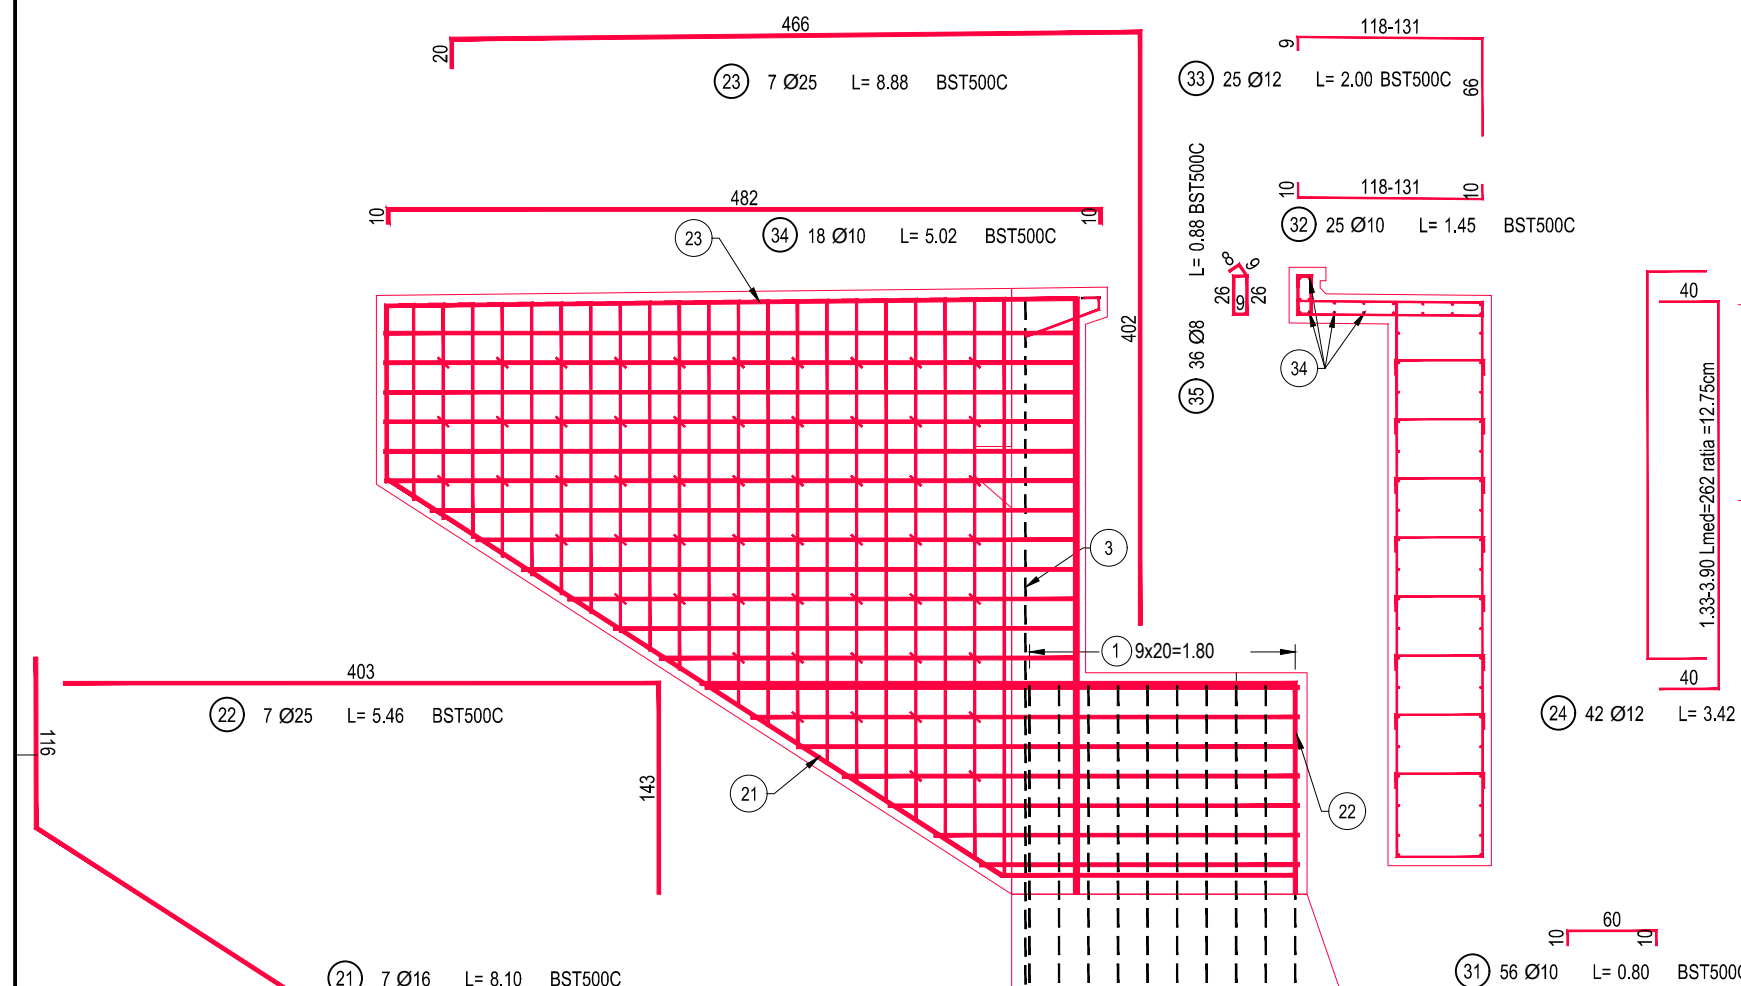 466
20
23 7 Ø25 L= 8.88 BST500C
402
118-131
9
66
33 25 Ø12 L= 2.00 BST500C
482
10
10
23
34 18 Ø10 L= 5.02 BST500C
118-131
10
10
32 25 Ø10 L= 1.45 BST500C
35 36 Ø8 L= 0.88 BST500C
8
9
26
9
26
34
40
1.33-3.90 Lmed=262 ratia =12.75cm
40
24 42 Ø12 L= 3.42
3
1 9x20=1.80
403
22 7 Ø25 L= 5.46 BST500C
143
116
21
22
60
10
10
31 56 Ø10 L= 0.80 BST500C
21 7 Ø16 L= 8.10 BST500C